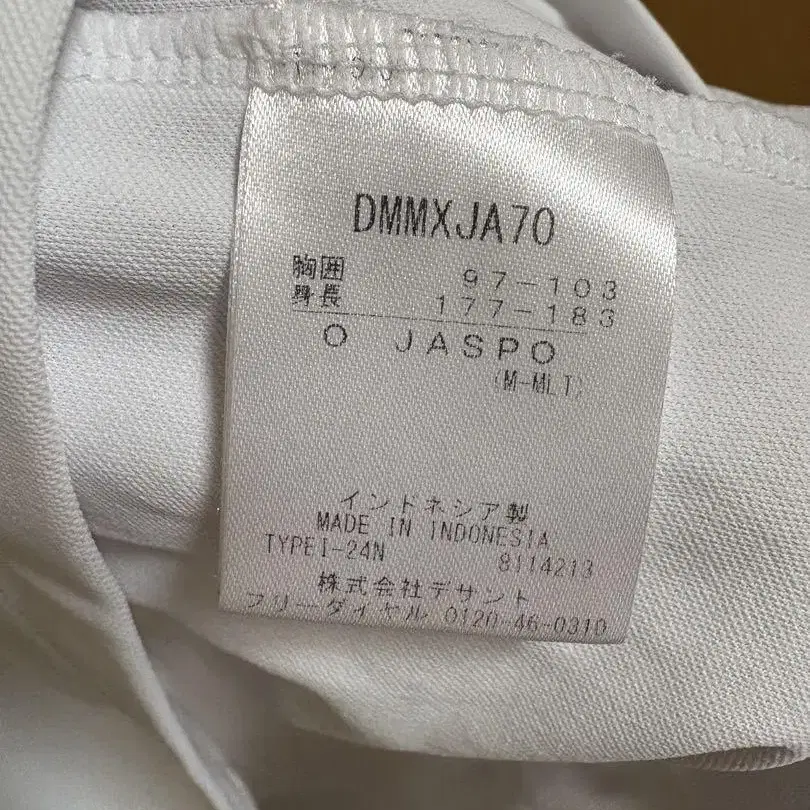 DMMXJA70
胸囲 97-103
身長 177-183
O JASPO
(M-MLT)
インドネシア製
MADE IN INDONESIA
TYPEI-24N 8114213
株式会社デサント
フリーダイヤル 0120-46-0310